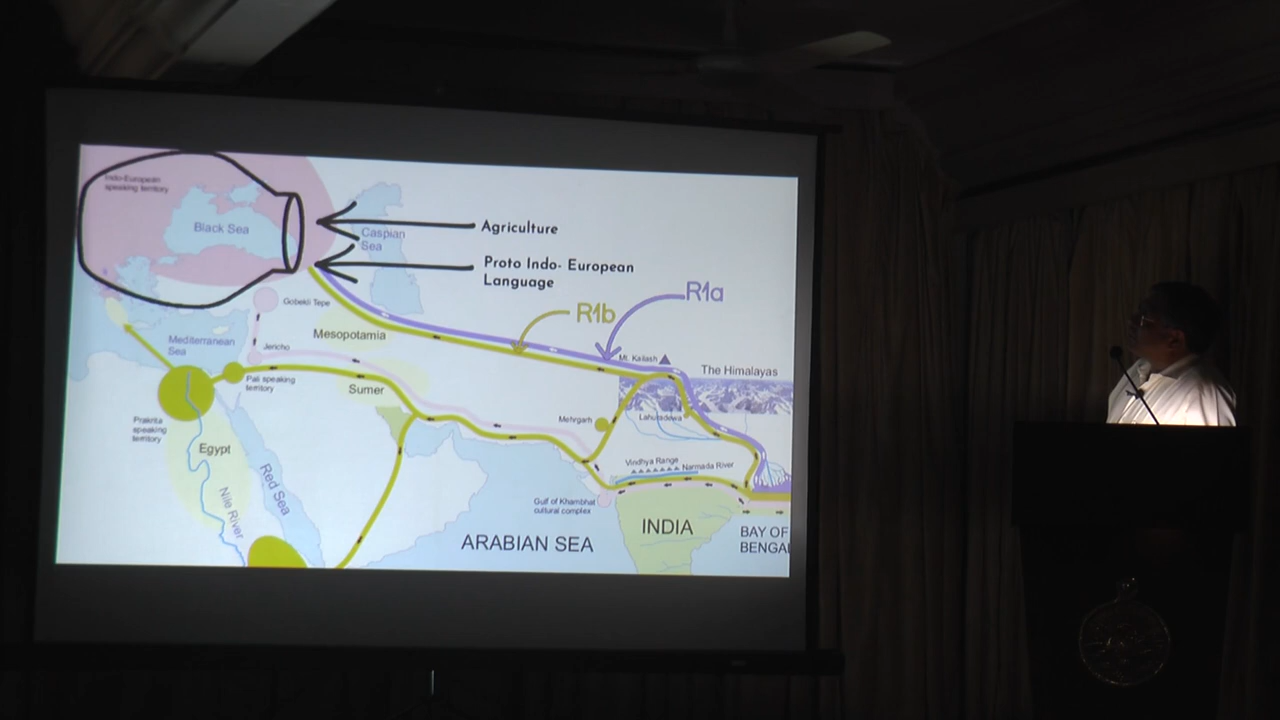 Indo-European
speaking territory
Black Sea
Agriculture
Caspian
Sea
Proto Indo- European
Language
R1a
Gobekli Tepe
R1b
Mesopotamia
Mediterranean
Sea
Jericho
Mt. Kailash
The Himalayas
Pali speaking
territory
Sumer
Prakrita
speaking
territory
Mehrgarh
Lahuradewa
Egypt
Vindhya Range
Narmada River
Red Sea
Nile River
Gulf of Khambhat
cultural complex
INDIA
ARABIAN SEA
BAY OF
BENGAL